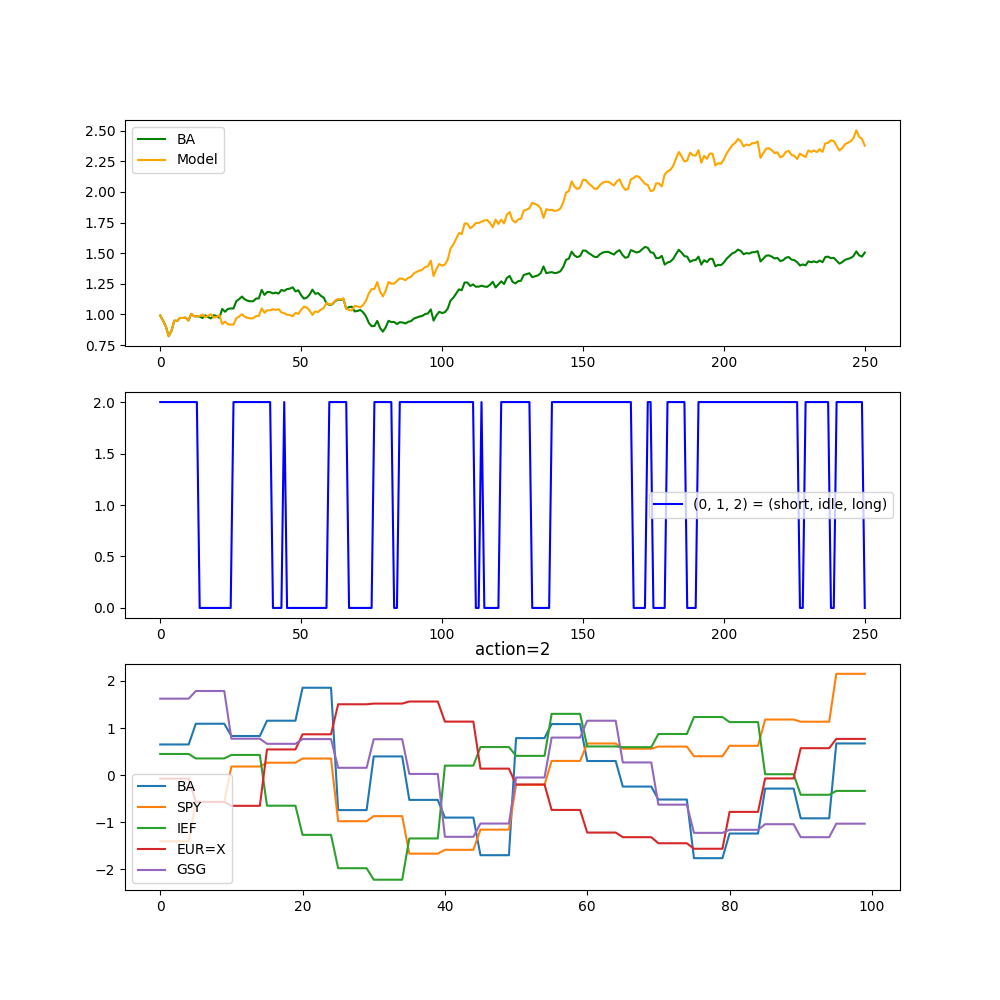 2.50
2.25
2.00
1.75
1.50
1.25
1.00
0.75
BA
Model
0 50 100 150 200 250
2.0
1.5
1.0
0.5
0.0
(0, 1, 2) = (short, idle, long)
0 50 100 150 200 250
action=2
2
1
0
−1
−2
BA
SPY
IEF
EUR=X
GSG
0 20 40 60 80 100